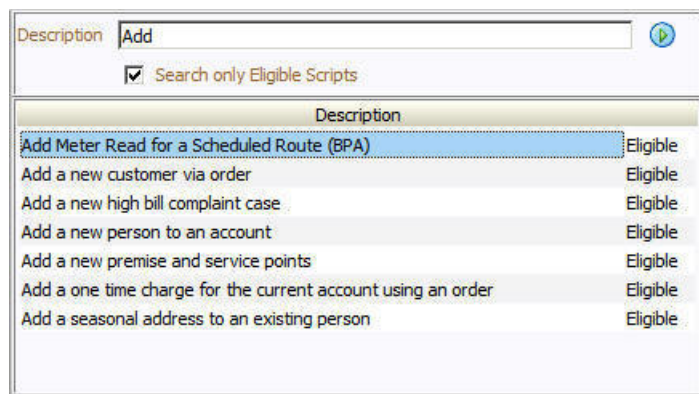 Description Add
Search only Eligible Scripts
Description
Add Meter Read for a Scheduled Route (BPA) Eligible
Add a new customer via order Eligible
Add a new high bill complaint case Eligible
Add a new person to an account Eligible
Add a new premise and service points Eligible
Add a one time charge for the current account using an order Eligible
Add a seasonal address to an existing person Eligible